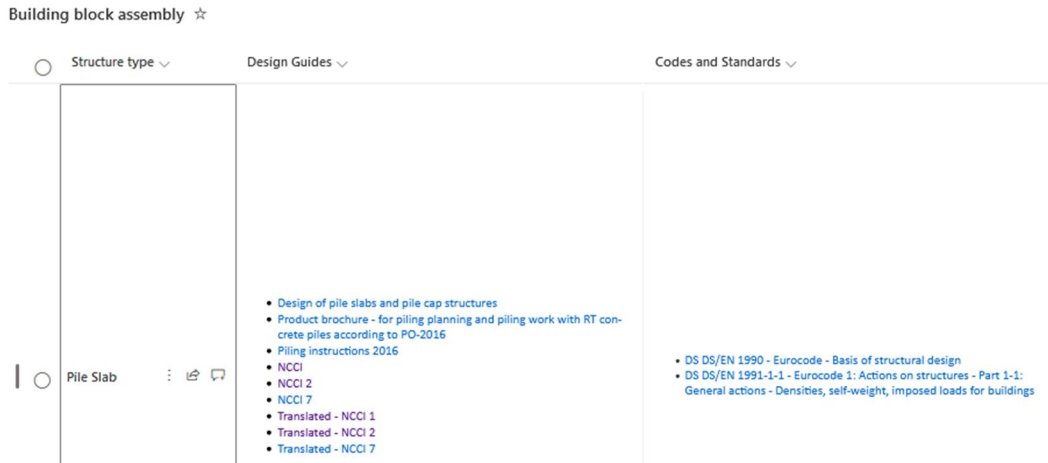 Building block assembly ☆
Structure type
Design Guides
Codes and Standards
Pile Slab
• Design of pile slabs and pile cap structures
• Product brochure - for piling planning and piling work with RT con-
crete piles according to PO-2016
• Piling instructions 2016
• NCCI
• NCCI 2
• NCCI 7
• Translated - NCCI 1
• Translated - NCCI 2
• Translated - NCCI 7
• DS DS/EN 1990 - Eurocode - Basis of structural design
• DS DS/EN 1991-1-1 - Eurocode 1: Actions on structures - Part 1-1:
General actions - Densities, self-weight, imposed loads for buildings